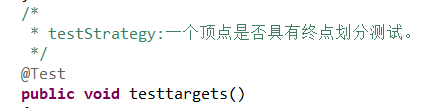 /*
* testStrategy:一个顶点是否具有终点划分测试。
*/
@Test
public void testtargets()